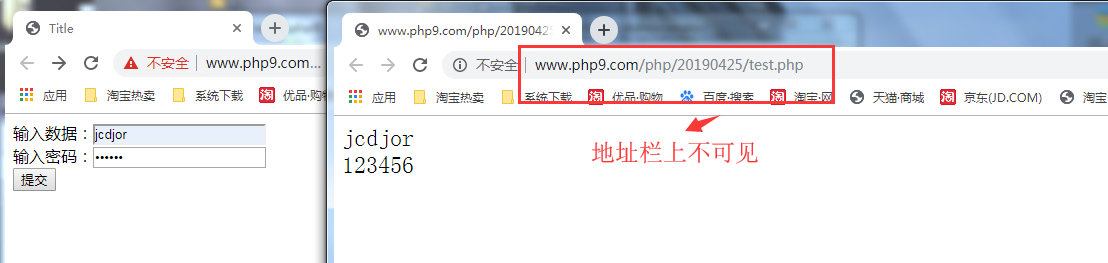 Title
不安全 www.php9.com...
应用 淘宝热卖 系统下载 淘 优品·购物
输入数据：jcdjor
输入密码：••••••
提交
www.php9.com/php/20190425
不安全 www.php9.com/php/20190425/test.php
应用 淘宝热卖 系统下载 淘 优品·购物 百度·搜索 淘 淘宝·网 天猫·商城 京东(JD.COM) 淘宝
jcdjor
123456
地址栏上不可见